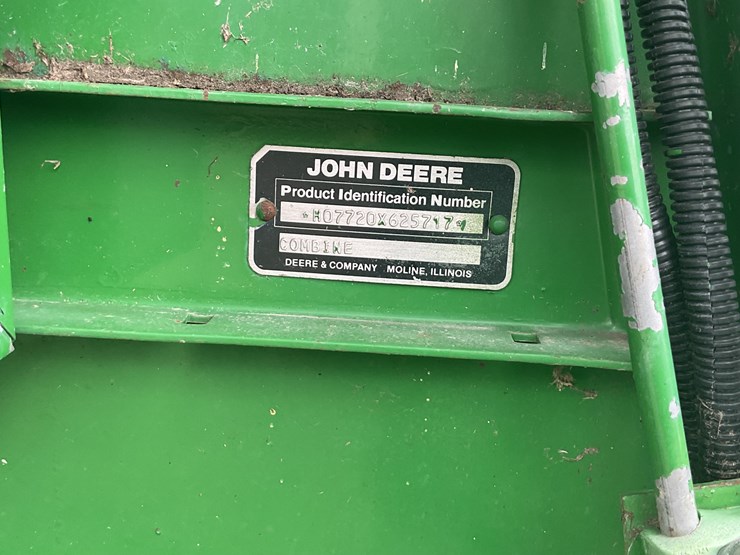 JOHN DEERE
Product Identification Number
*H07720X625717*
COMBINE
DEERE & COMPANY MOLINE, ILLINOIS